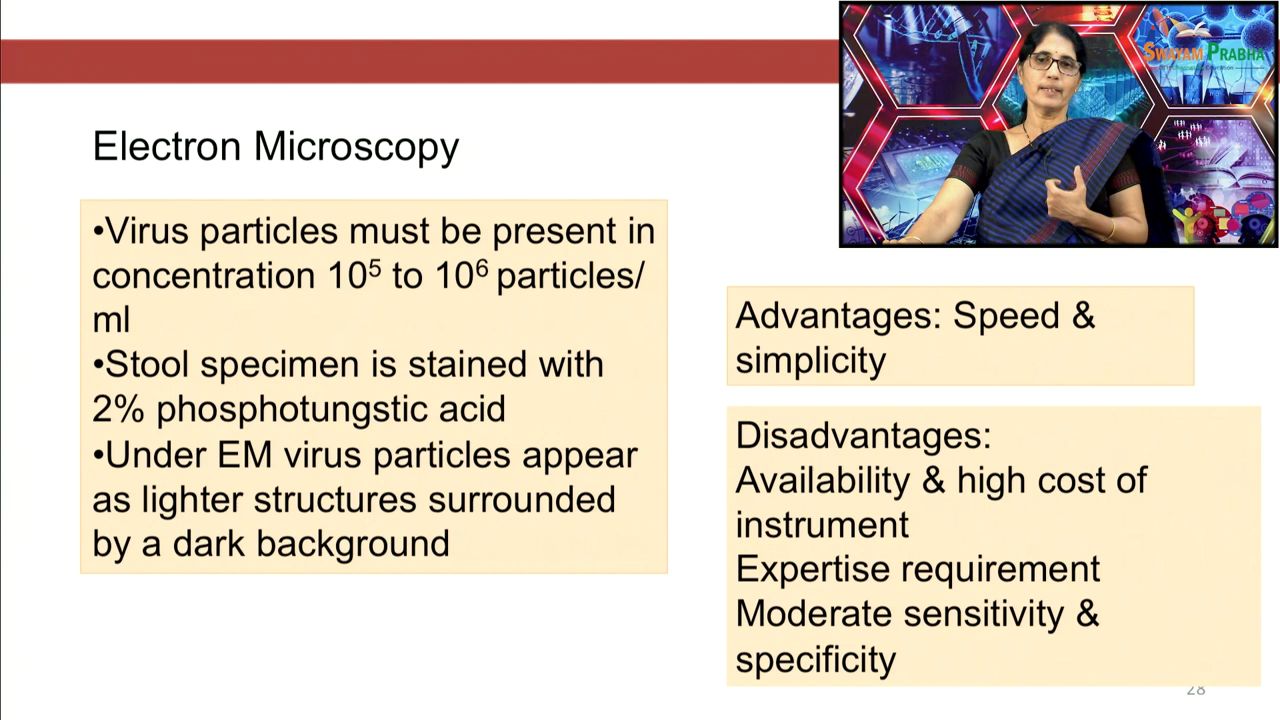 SWAYAM PRABHA
Electron Microscopy
•Virus particles must be present in
concentration 10⁵ to 10⁶ particles/
ml
•Stool specimen is stained with
2% phosphotungstic acid
•Under EM virus particles appear
as lighter structures surrounded
by a dark background
Advantages: Speed &
simplicity
Disadvantages:
Availability & high cost of
instrument
Expertise requirement
Moderate sensitivity &
specificity
28